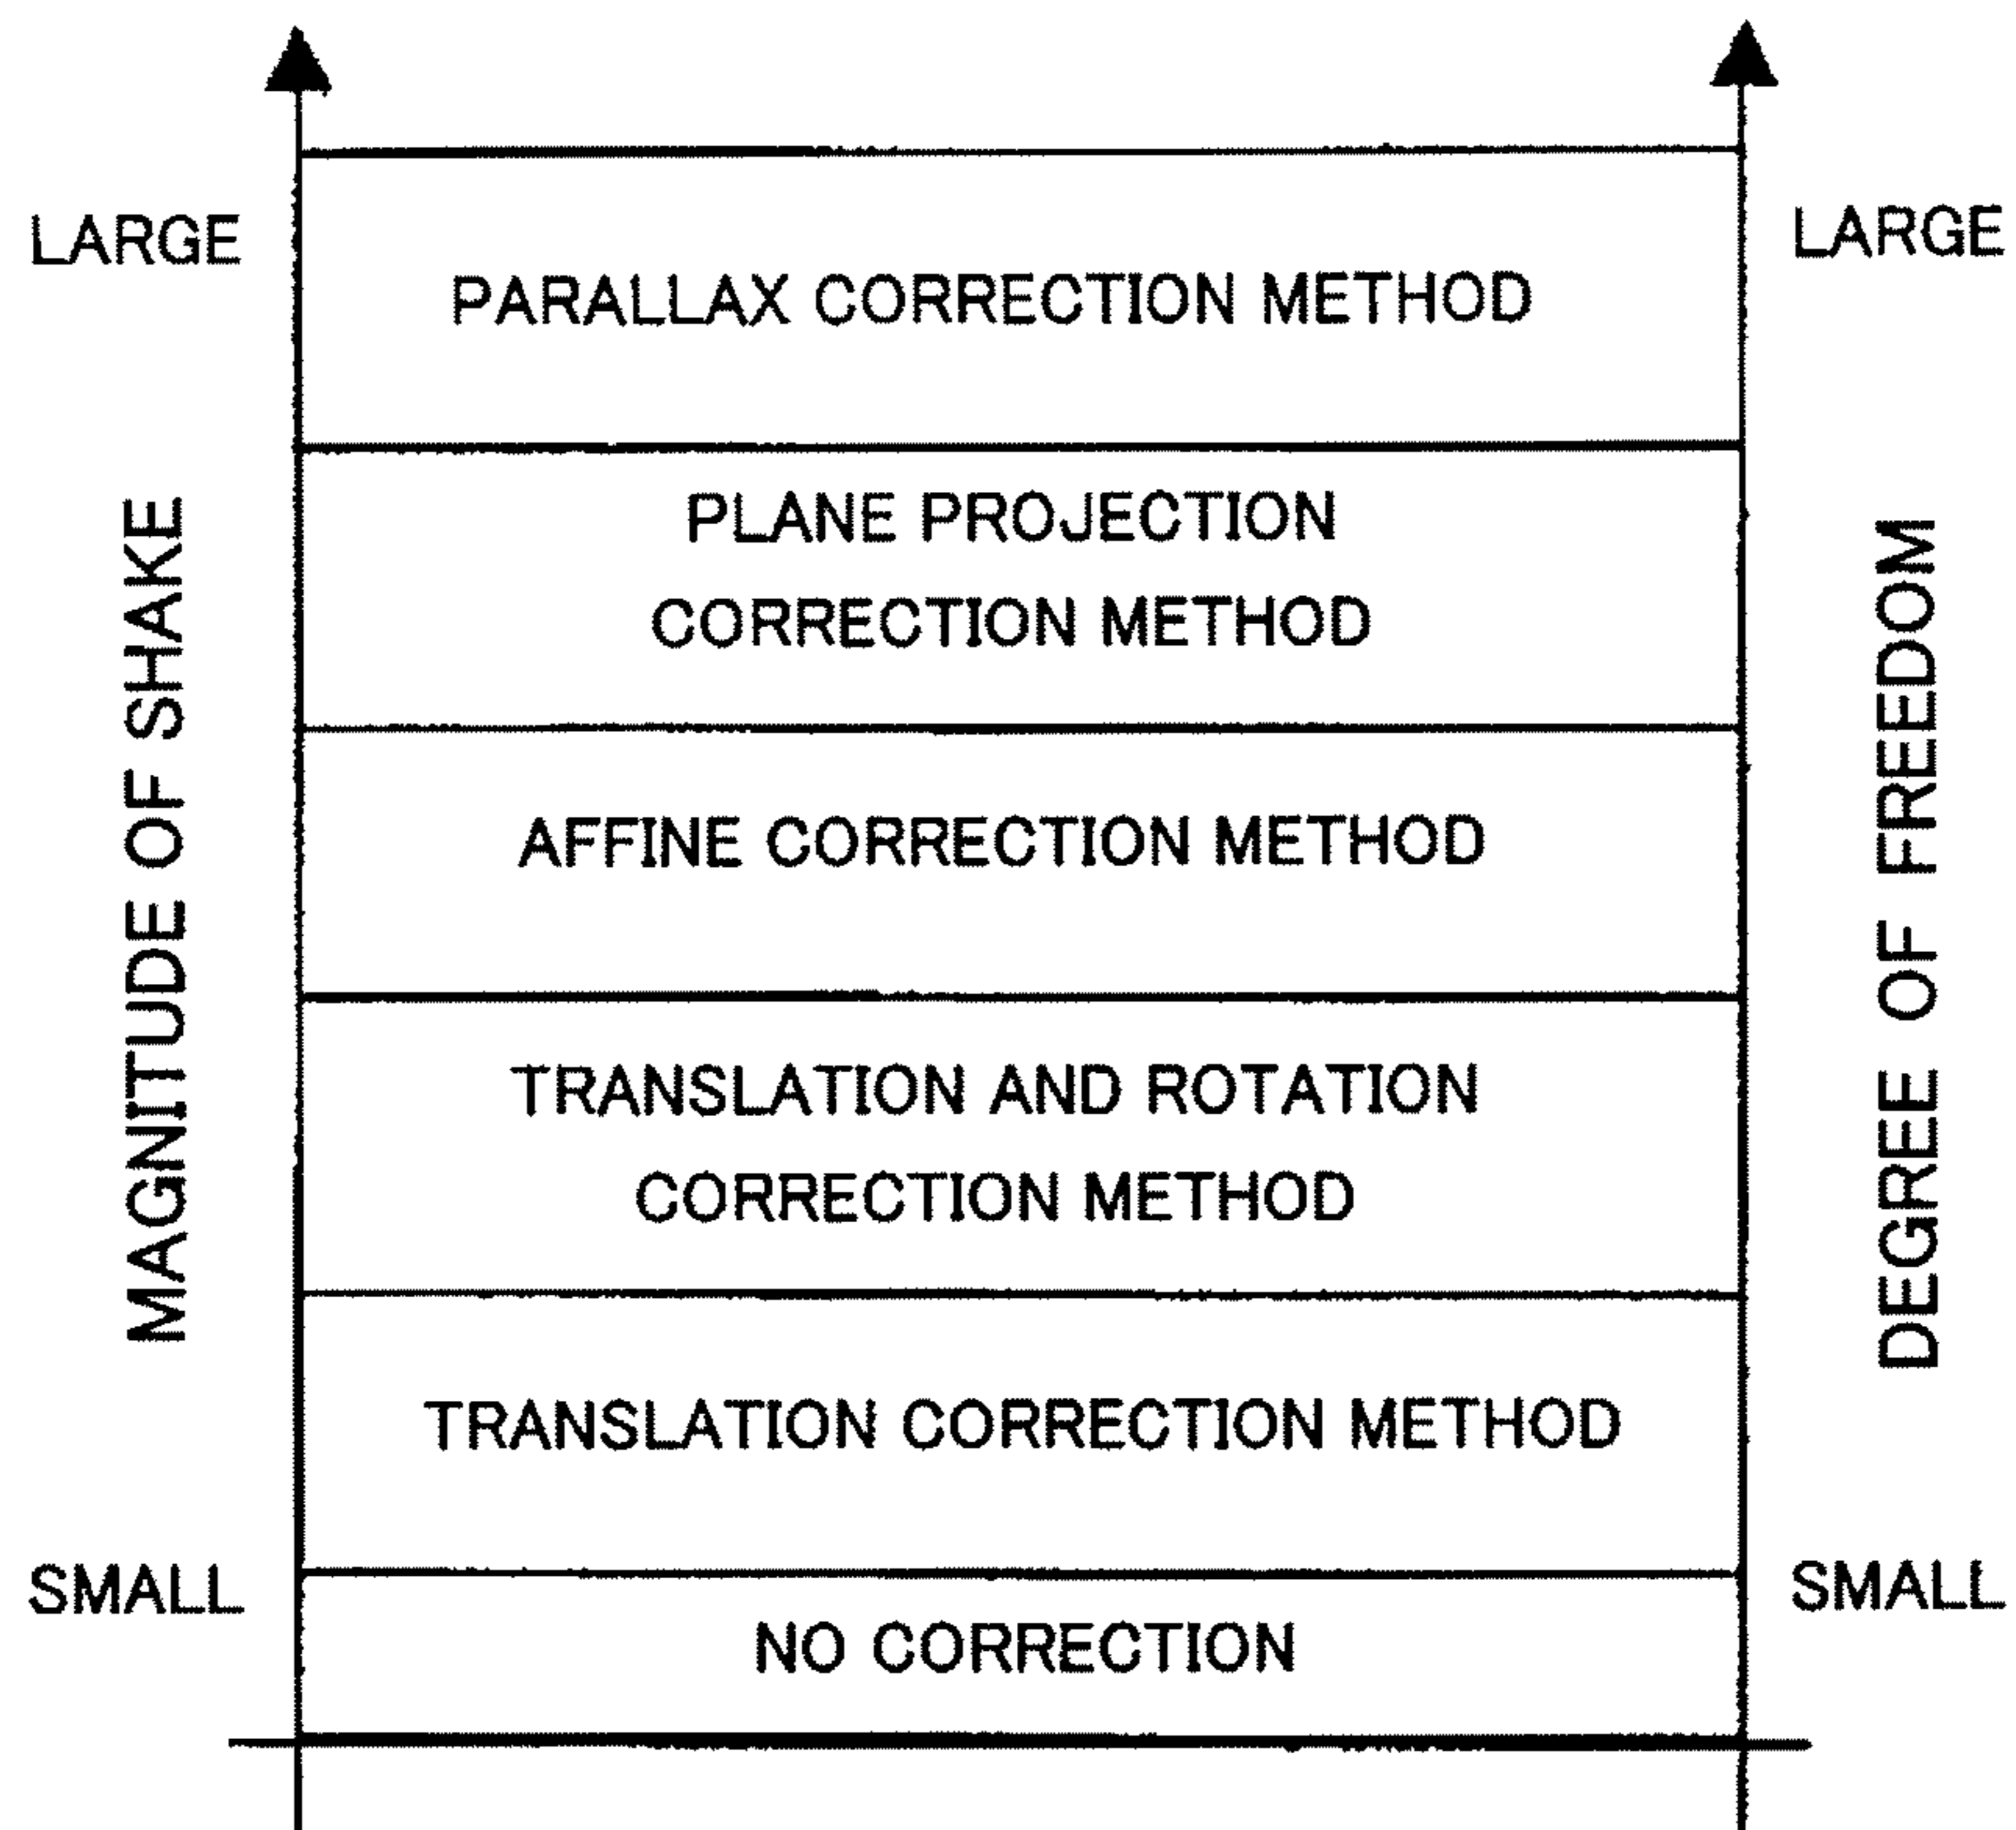 LARGE
LARGE
PARALLAX CORRECTION METHOD
PLANE PROJECTION
CORRECTION METHOD
MAGNITUDE OF SHAKE
DEGREE OF FREEDOM
AFFINE CORRECTION METHOD
TRANSLATION AND ROTATION
CORRECTION METHOD
TRANSLATION CORRECTION METHOD
SMALL
SMALL
NO CORRECTION